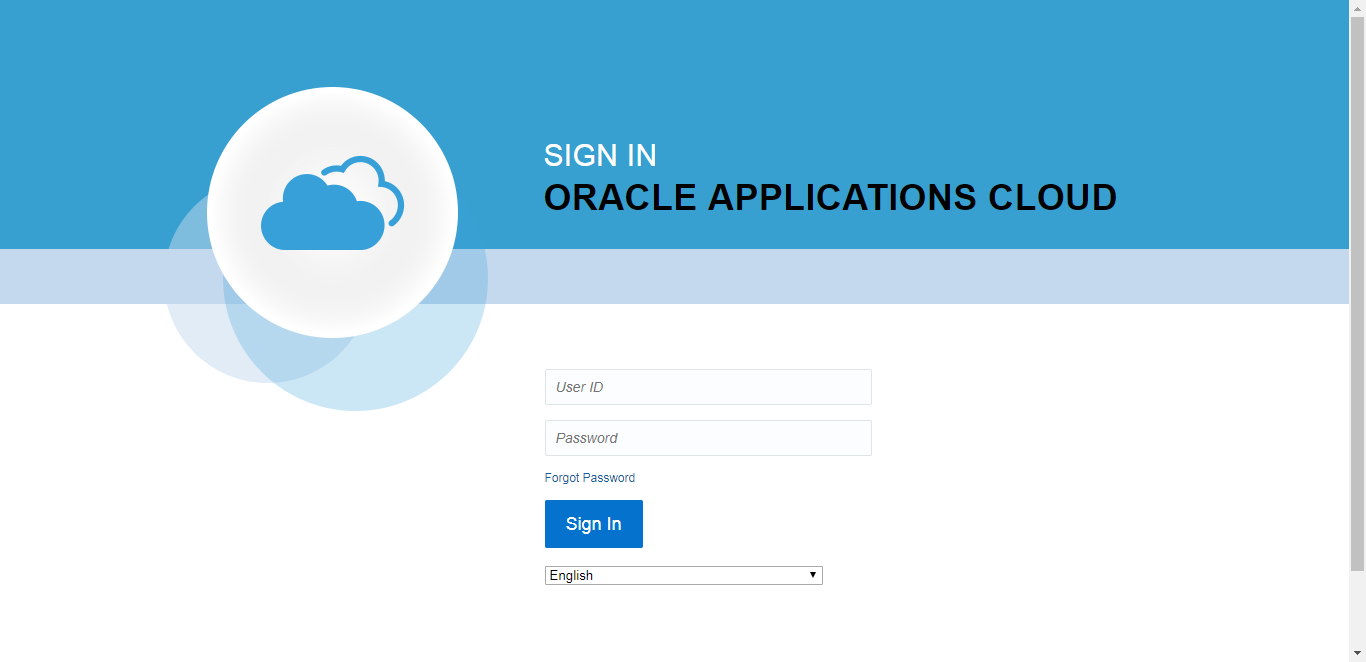 SIGN IN
ORACLE APPLICATIONS CLOUD
User ID
Password
Forgot Password
Sign In
English